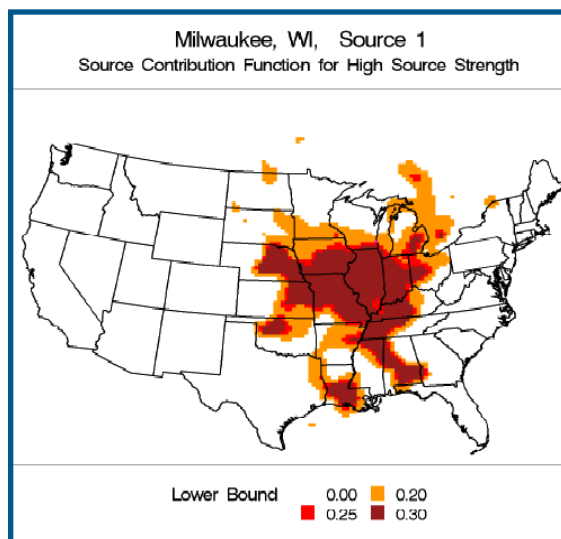 Milwaukee, WI, Source 1
Source Contribution Function for High Source Strength
Lower Bound 0.00 0.20
0.25 0.30